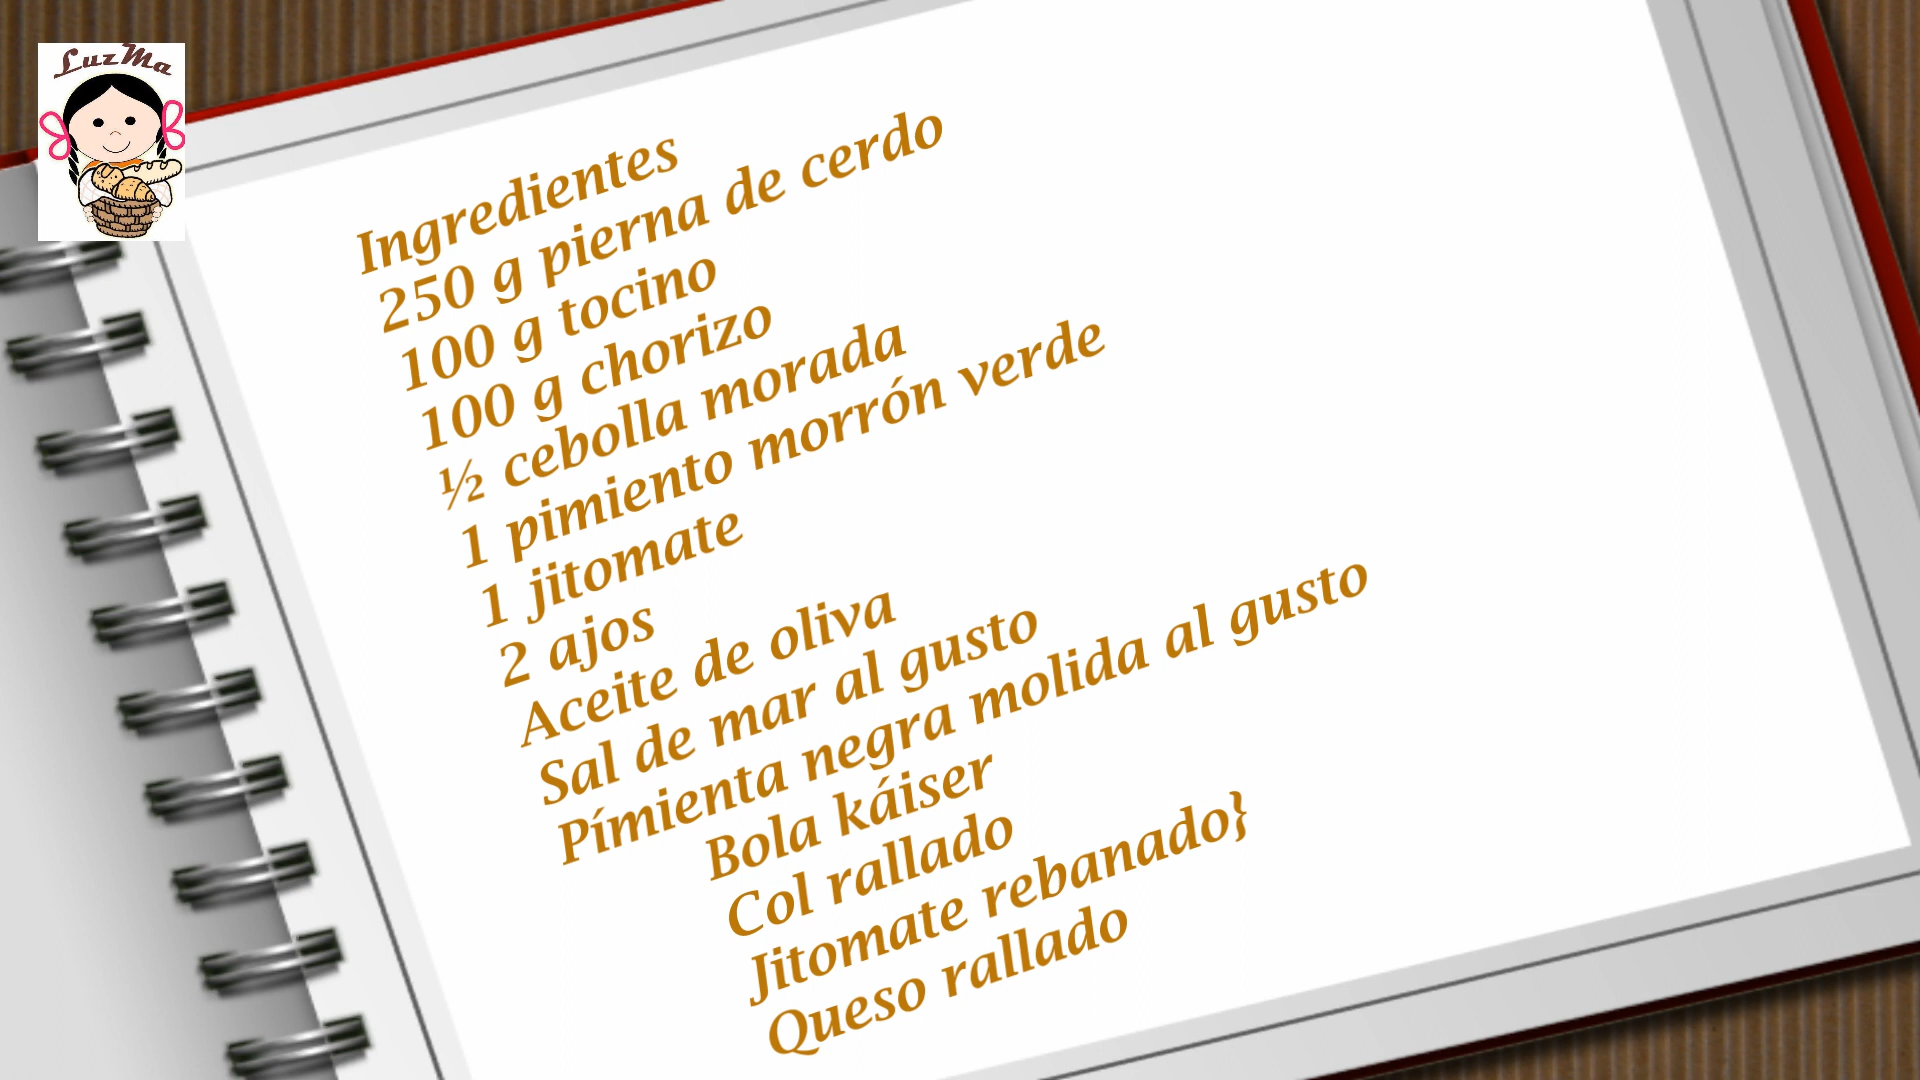 LuzMa
Ingredientes
250 g pierna de cerdo
100 g tocino
100 g chorizo
½ cebolla morada
1 pimiento morrón verde
1 jitomate
2 ajos
Aceite de oliva
Sal de mar al gusto
Pímienta negra molida al gusto
Bola káiser
Col rallado
Jitomate rebanado}
Queso rallado